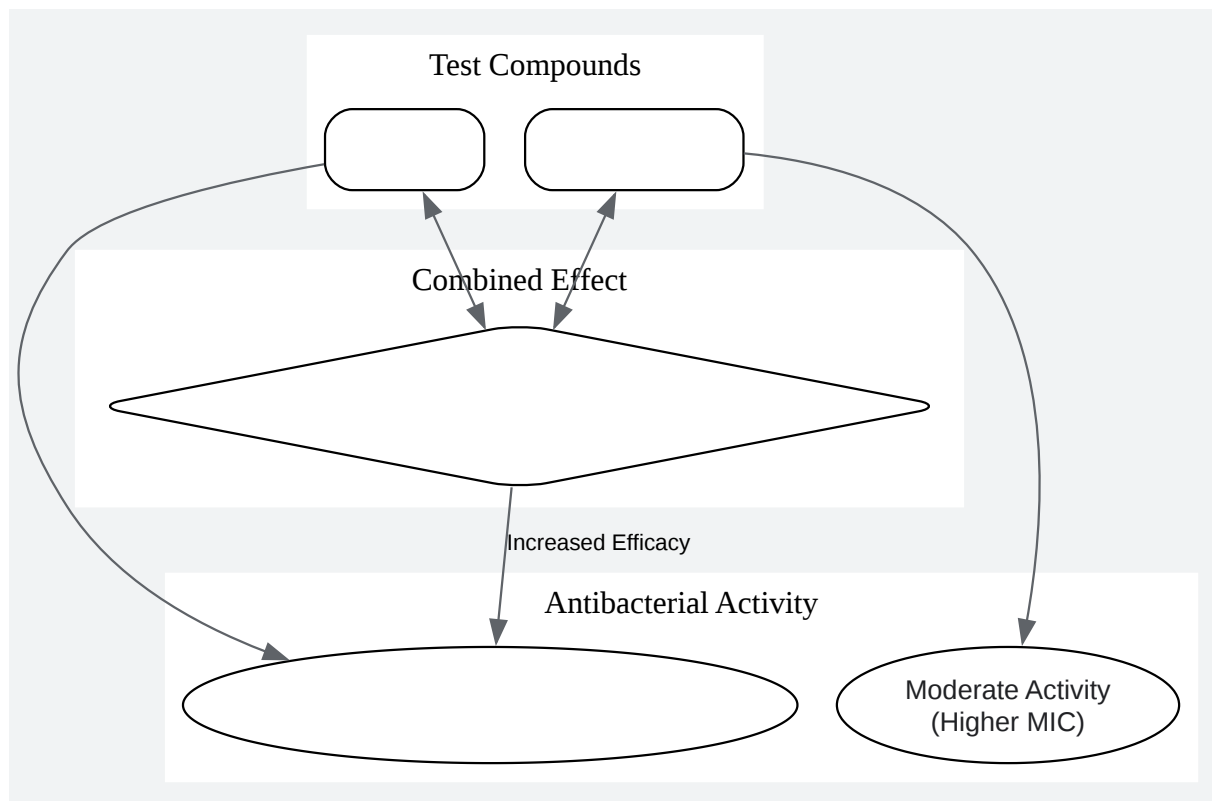 Test Compounds
Combined Effect
Increased Efficacy
Antibacterial Activity
Moderate Activity
(Higher MIC)